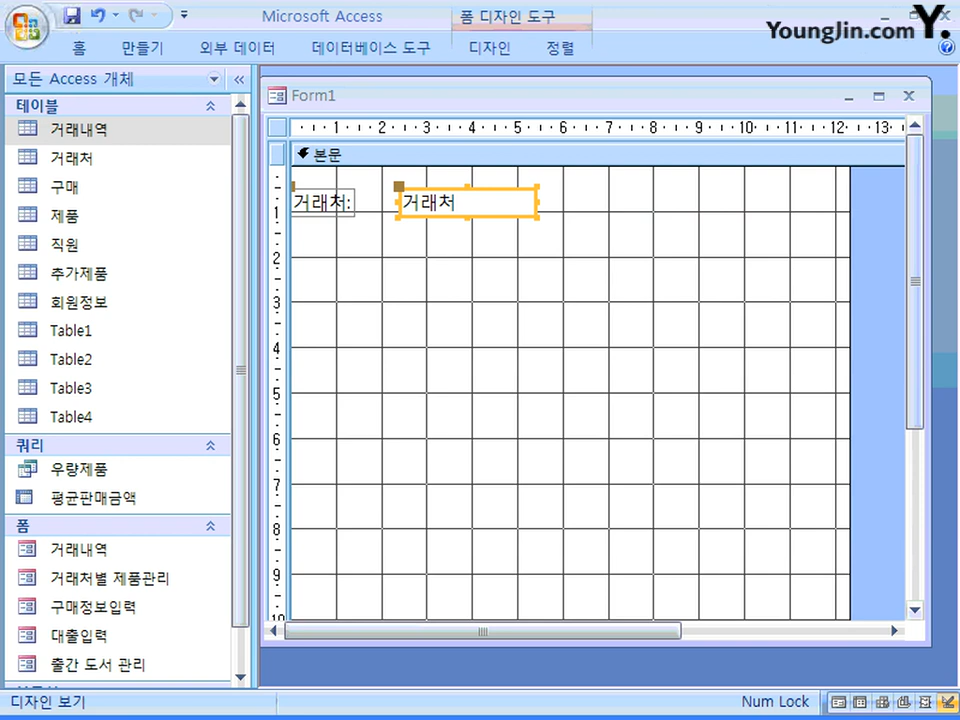 Microsoft Access
폼 디자인 도구
YoungJin.com Y.
홈 만들기 외부 데이터 데이터베이스 도구 디자인 정렬
모든 Access 개체
테이블
거래내역
거래처
구매
제품
직원
추가제품
회원정보
Table1
Table2
Table3
Table4
쿼리
우량제품
평균판매금액
폼
거래내역
거래처별 제품관리
구매정보입력
대출입력
출간 도서 관리
Form1
1 2 3 4 5 6 7 8 9 10 11 12 13
본문
거래처: 거래처
1
2
3
4
5
6
7
8
9
10
디자인 보기
Num Lock